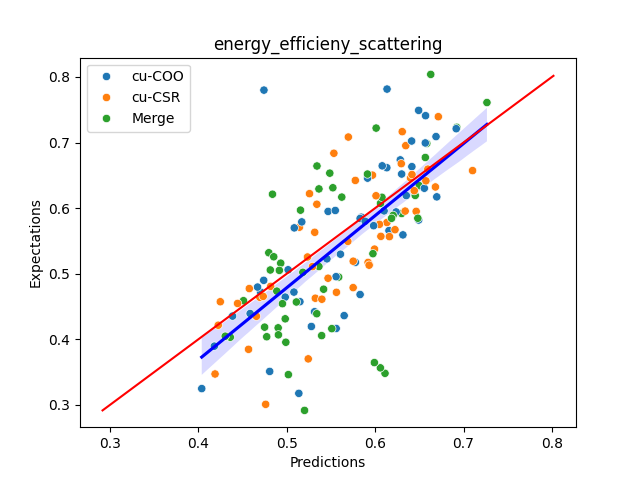 energy_efficieny_scattering
cu-COO
cu-CSR
Merge
Expectations
0.8
0.7
0.6
0.5
0.4
0.3
0.3 0.4 0.5 0.6 0.7 0.8
Predictions